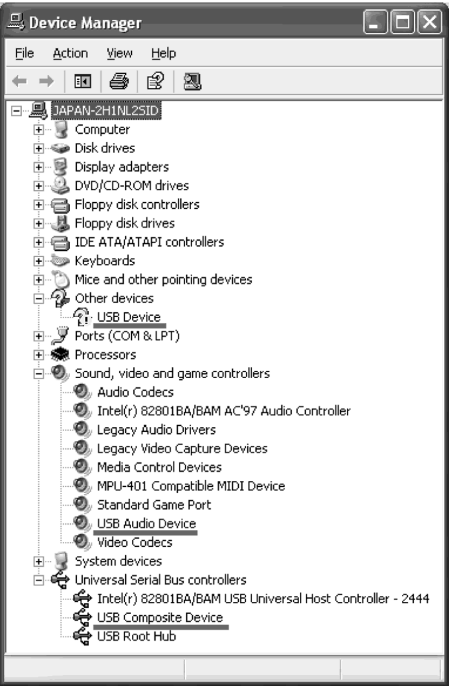 Device Manager
File Action View Help
JAPAN-2H1NL2SID
Computer
Disk drives
Display adapters
DVD/CD-ROM drives
Floppy disk controllers
Floppy disk drives
IDE ATA/ATAPI controllers
Keyboards
Mice and other pointing devices
Other devices
USB Device
Ports (COM & LPT)
Processors
Sound, video and game controllers
Audio Codecs
Intel(r) 82801BA/BAM AC'97 Audio Controller
Legacy Audio Drivers
Legacy Video Capture Devices
Media Control Devices
MPU-401 Compatible MIDI Device
Standard Game Port
USB Audio Device
Video Codecs
System devices
Universal Serial Bus controllers
Intel(r) 82801BA/BAM USB Universal Host Controller - 2444
USB Composite Device
USB Root Hub